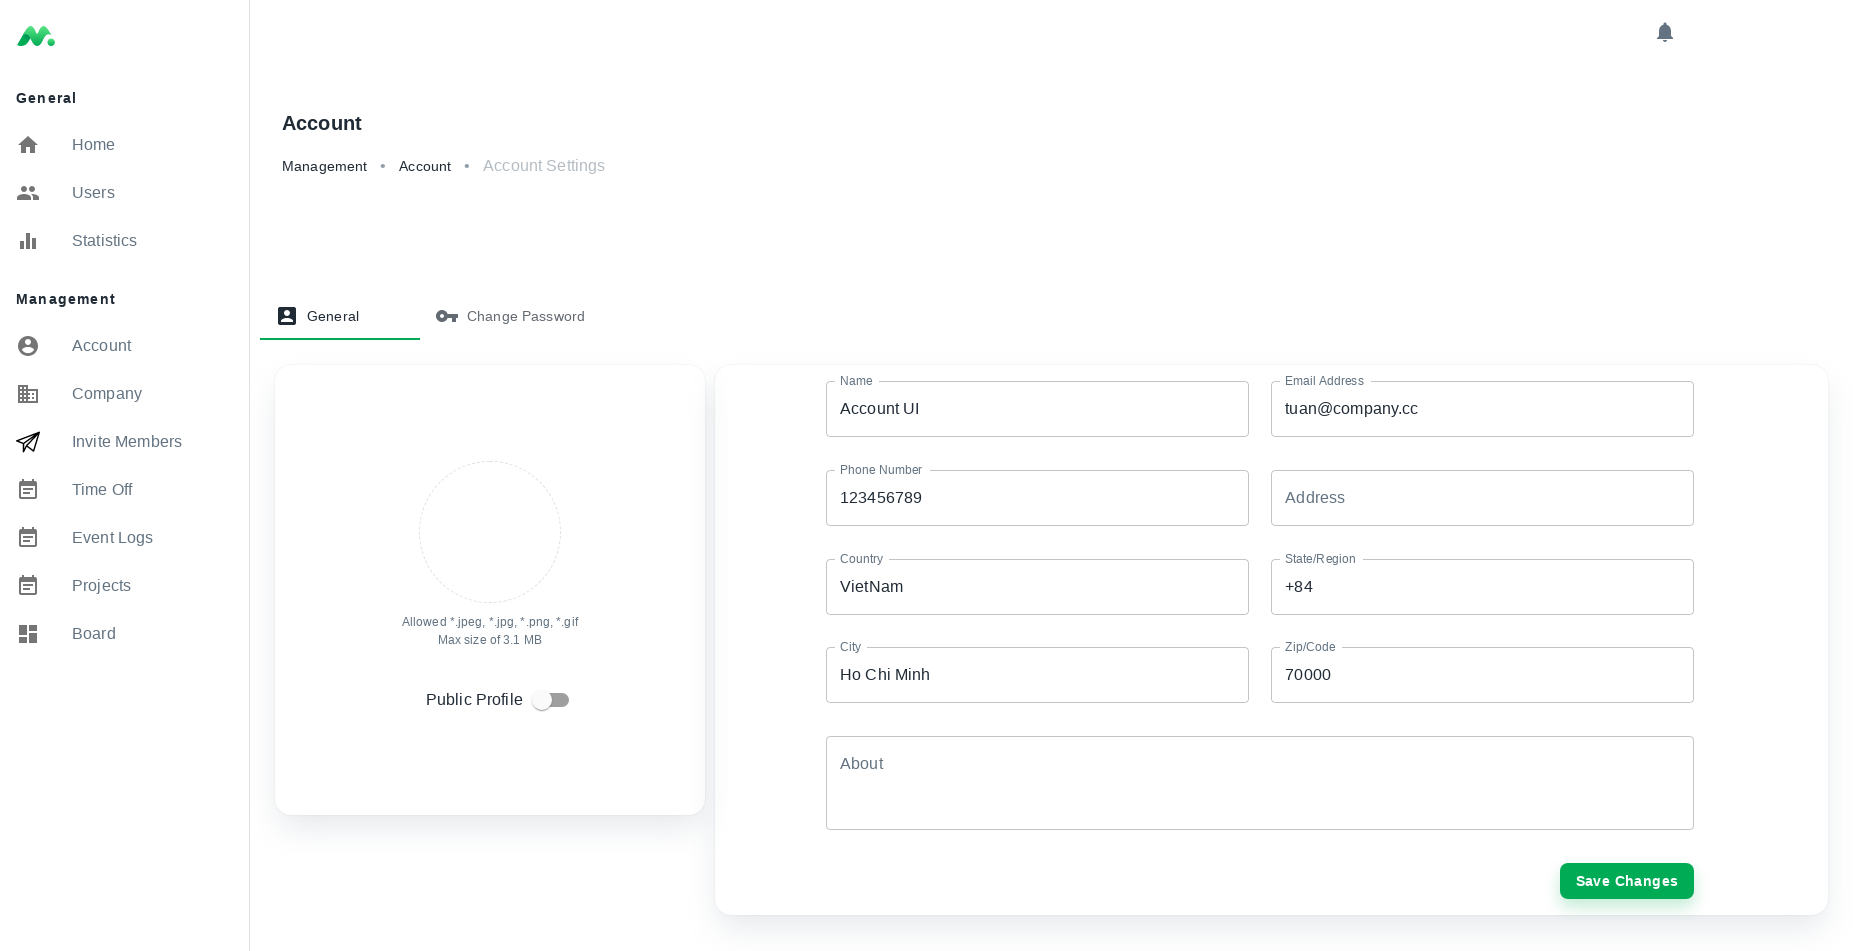 General
Home
Users
Statistics
Management
Account
Company
Invite Members
Time Off
Event Logs
Projects
Board
Account
Management • Account • Account Settings
General
Change Password
Allowed *.jpeg, *.jpg, *.png, *.gif
Max size of 3.1 MB
Public Profile
Name
Account UI
Email Address
tuan@company.cc
Phone Number
123456789
Address
Country
VietNam
State/Region
+84
City
Ho Chi Minh
Zip/Code
70000
About
Save Changes